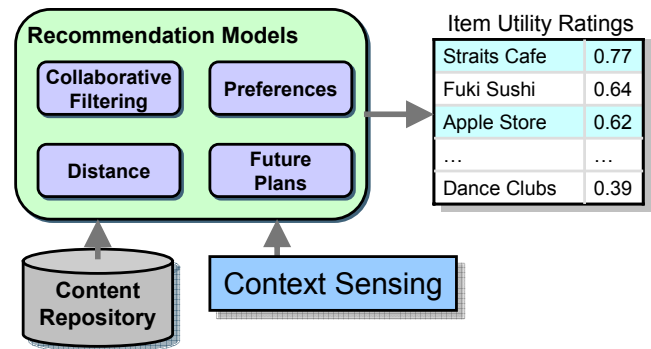 Recommendation Models
Collaborative
Filtering
Preferences
Distance
Future
Plans
Content
Repository
Context Sensing
Item Utility Ratings
Straits Cafe 0.77
Fuki Sushi 0.64
Apple Store 0.62
… …
Dance Clubs 0.39